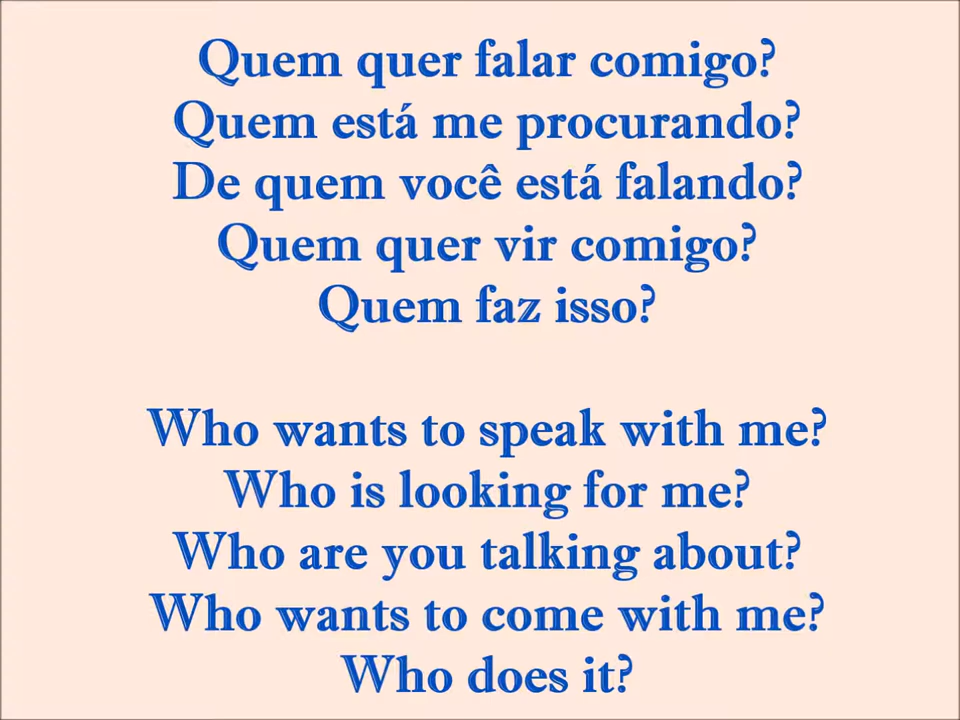 Quem quer falar comigo?
Quem está me procurando?
De quem você está falando?
Quem quer vir comigo?
Quem faz isso?
Who wants to speak with me?
Who is looking for me?
Who are you talking about?
Who wants to come with me?
Who does it?